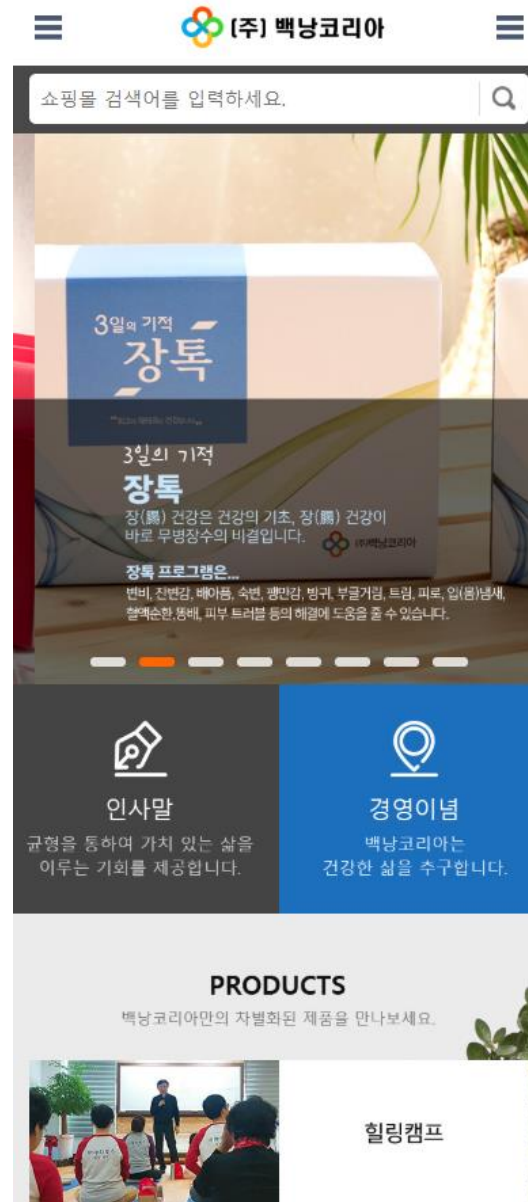 (주) 백낭코리아
쇼핑몰 검색어를 입력하세요.
3일의 기적
장톡
3일의 기적
장톡
장(腸) 건강은 건강의 기초, 장(腸) 건강이
바로 무병장수의 비결입니다.
(주)백낭코리아
장톡 프로그램은...
변비, 잔변감, 배아픔, 숙변, 팽만감, 방귀, 부글거림, 트림, 피로, 입(몸)냄새,
혈액순환, 똥배, 피부 트러블 등의 해결에 도움을 줄 수 있습니다.
인사말
균형을 통하여 가치 있는 삶을
이루는 기회를 제공합니다.
경영이념
백낭코리아는
건강한 삶을 추구합니다.
PRODUCTS
백낭코리아만의 차별화된 제품을 만나보세요.
힐링캠프